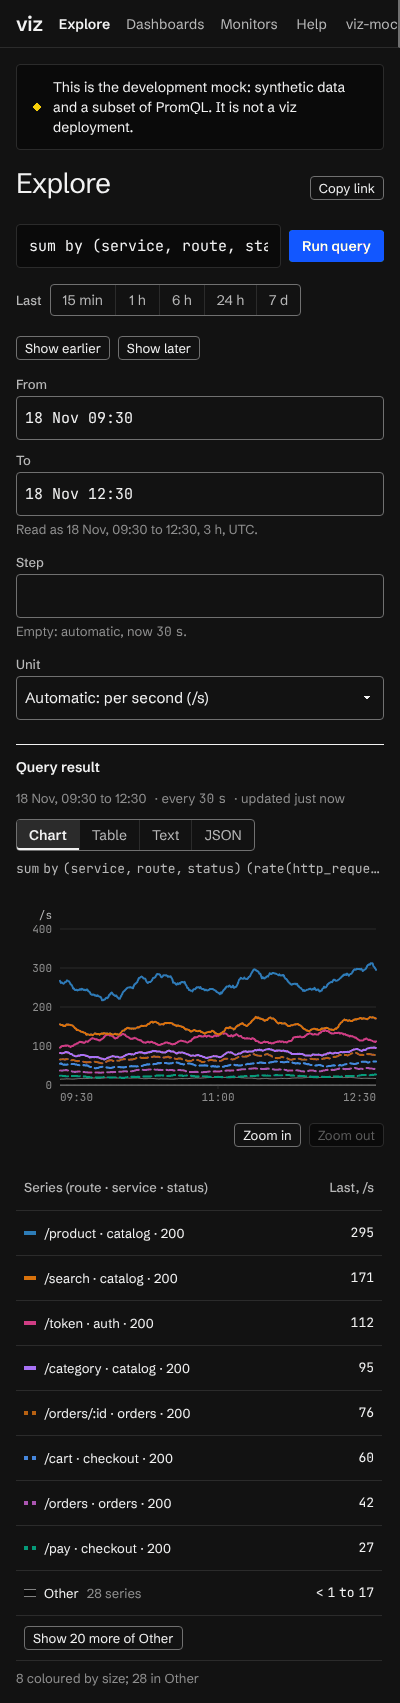 viz Explore Dashboards Monitors Help viz-moc
This is the development mock: synthetic data
and a subset of PromQL. It is not a viz
deployment.
Explore
Copy link
sum by (service, route, sta
Run query
Last 15 min 1 h 6 h 24 h 7 d
Show earlier Show later
From
18 Nov 09:30
To
18 Nov 12:30
Read as 18 Nov, 09:30 to 12:30, 3 h, UTC.
Step
Empty: automatic, now 30 s.
Unit
Automatic: per second (/s)
Query result
18 Nov, 09:30 to 12:30 · every 30 s · updated just now
Chart Table Text JSON
sum by (service, route, status) (rate(http_reque…
/s
400
300
200
100
0
09:30 11:00 12:30
Zoom in Zoom out
Series (route · service · status) Last, /s
/product · catalog · 200 295
/search · catalog · 200 171
/token · auth · 200 112
/category · catalog · 200 95
/orders/:id · orders · 200 76
/cart · checkout · 200 60
/orders · orders · 200 42
/pay · checkout · 200 27
Other 28 series < 1 to 17
Show 20 more of Other
8 coloured by size; 28 in Other